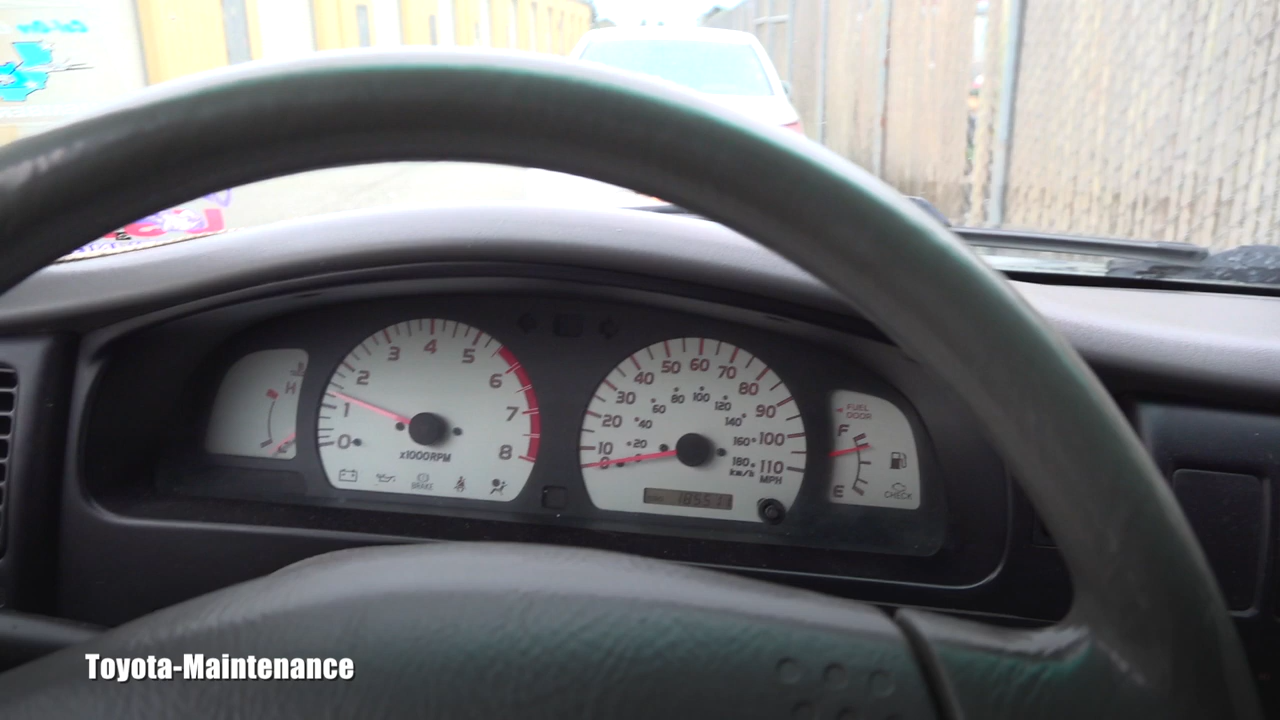 H
0 1 2 3 4 5 6 7 8
x1000RPM
BRAKE
0 10 20 30 40 50 60 70 80 90 100 110
20 40 60 80 100 120 140 160 180
km/h
MPH
185511
FUEL
DOOR
F
E
CHECK
Toyota-Maintenance